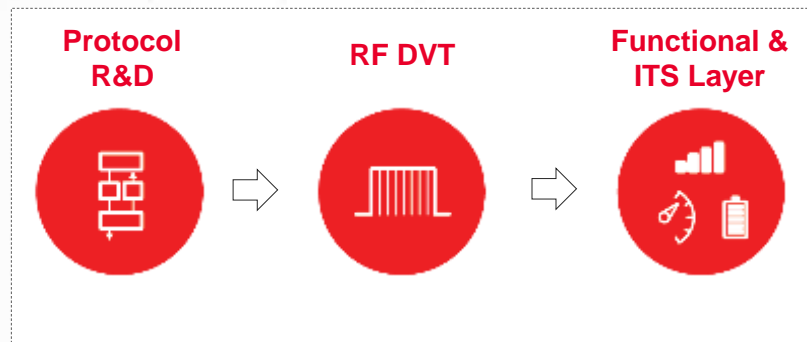 Protocol
R&D
RF DVT
Functional &
ITS Layer